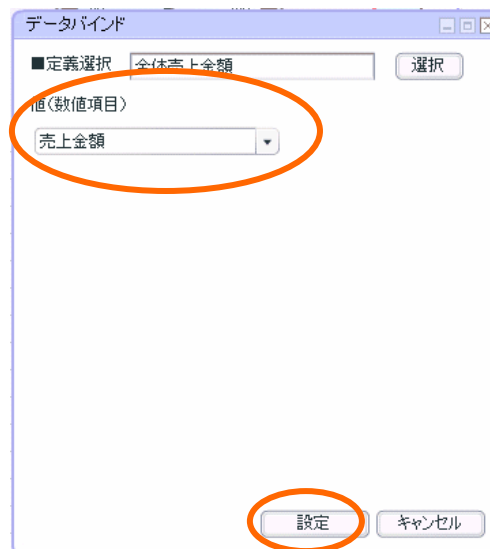 データバインド
■定義選択 全体売上金額 選択
値(数値項目)
売上金額
設定 キャンセル